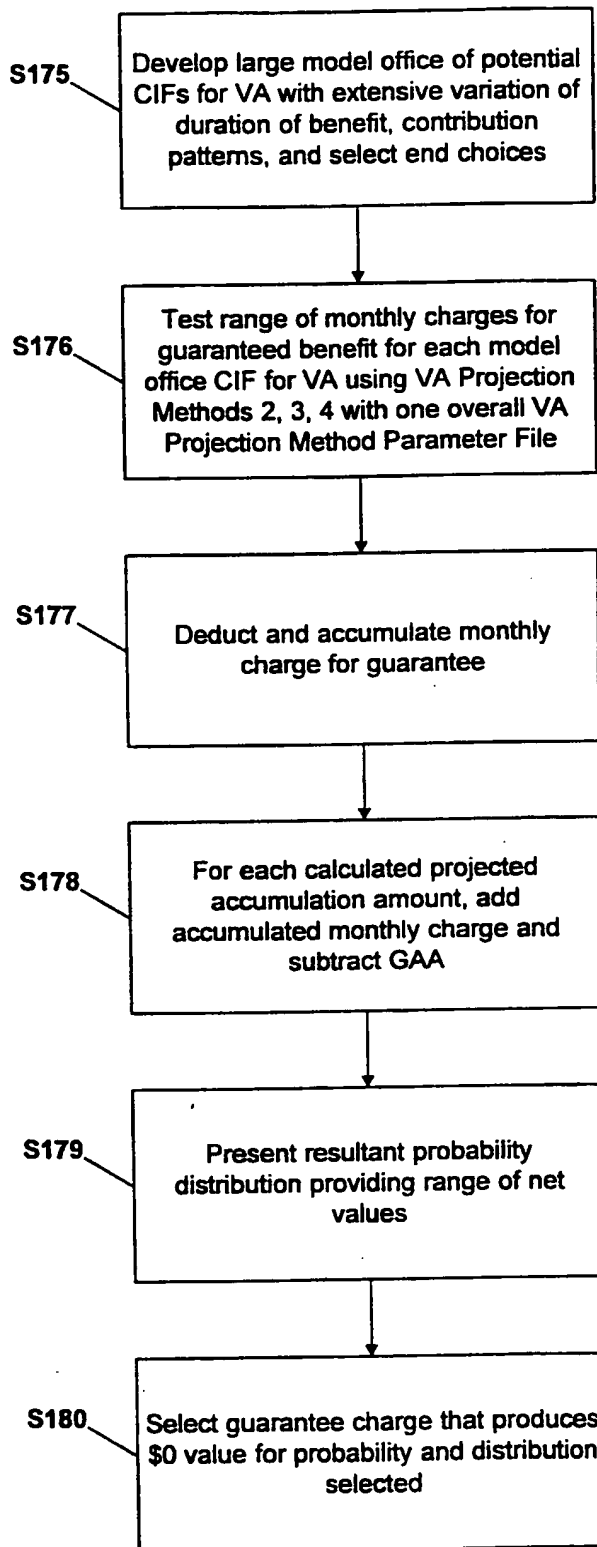 S175
Develop large model office of potential
CIFs for VA with extensive variation of
duration of benefit, contribution
patterns, and select end choices
S176
Test range of monthly charges for
guaranteed benefit for each model
office CIF for VA using VA Projection
Methods 2, 3, 4 with one overall VA
Projection Method Parameter File
S177
Deduct and accumulate monthly
charge for guarantee
S178
For each calculated projected
accumulation amount, add
accumulated monthly charge and
subtract GAA
S179
Present resultant probability
distribution providing range of net
values
S180
Select guarantee charge that produces
$0 value for probability and distribution
selected